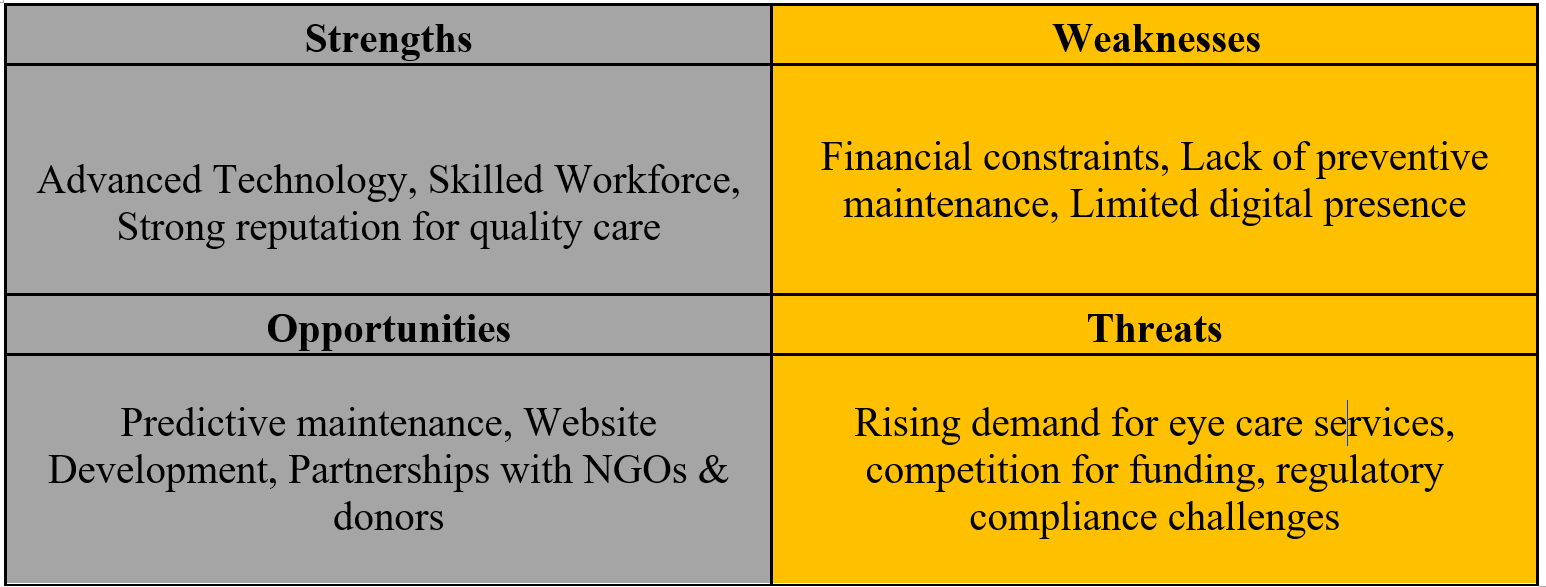 Strengths
Weaknesses
Advanced Technology, Skilled Workforce,
Strong reputation for quality care
Financial constraints, Lack of preventive
maintenance, Limited digital presence
Opportunities
Threats
Predictive maintenance, Website
Development, Partnerships with NGOs &
donors
Rising demand for eye care services,
competition for funding, regulatory
compliance challenges